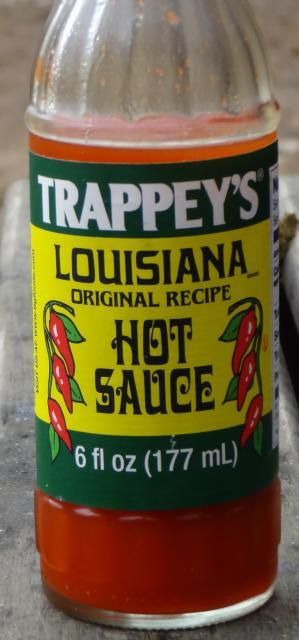 TRAPPEY'S®
LOUISIANA
ORIGINAL RECIPE
HOT
SAUCE
6 fl oz (177 mL)